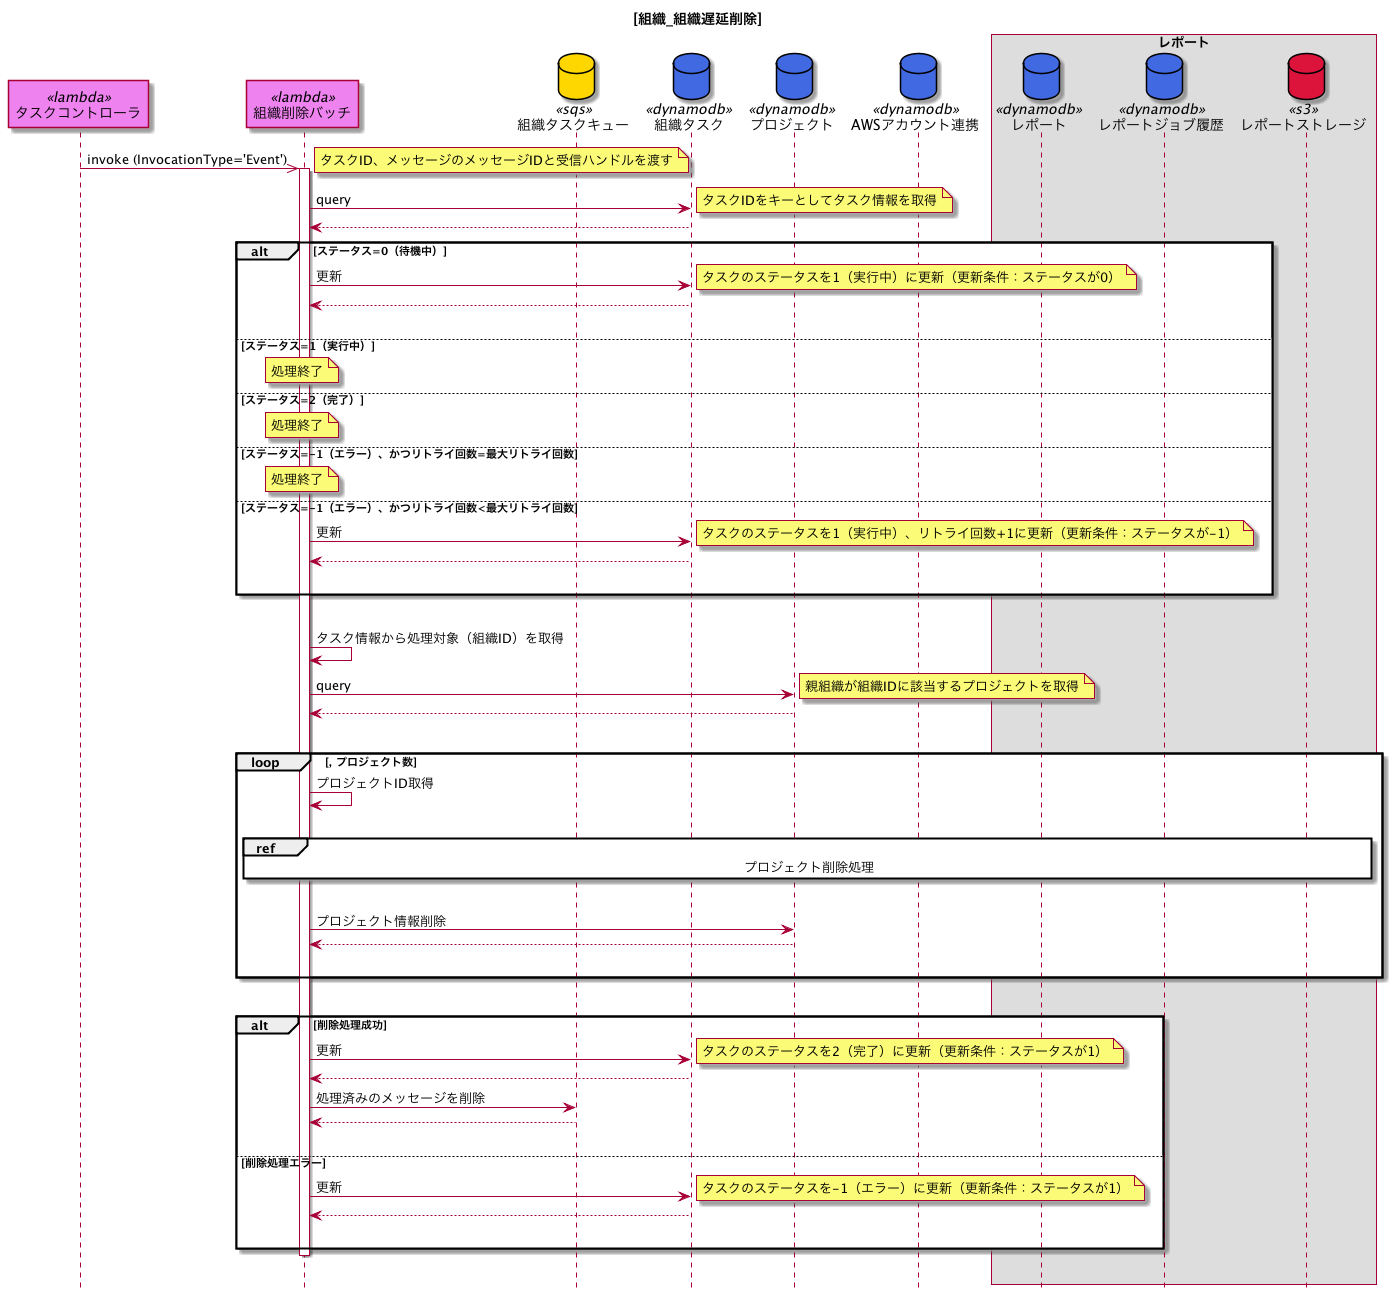 [組織_組織遅延削除]
レポート
«lambda»
タスクコントローラ
«lambda»
組織削除バッチ
«sqs»
組織タスクキュー
«dynamodb»
組織タスク
«dynamodb»
プロジェクト
«dynamodb»
AWSアカウント連携
«dynamodb»
レポート
«dynamodb»
レポートジョブ履歴
«s3»
レポートストレージ
invoke (InvocationType='Event')
タスクID、メッセージのメッセージIDと受信ハンドルを渡す
query
タスクIDをキーとしてタスク情報を取得
alt
[ステータス=0（待機中）]
更新
タスクのステータスを1（実行中）に更新（更新条件：ステータスが0）
[ステータス=1（実行中）]
処理終了
[ステータス=2（完了）]
処理終了
[ステータス=-1（エラー）、かつリトライ回数=最大リトライ回数]
処理終了
[ステータス=-1（エラー）、かつリトライ回数<最大リトライ回数]
更新
タスクのステータスを1（実行中）、リトライ回数+1に更新（更新条件：ステータスが-1）
タスク情報から処理対象（組織ID）を取得
query
親組織が組織IDに該当するプロジェクトを取得
loop
[, プロジェクト数]
プロジェクトID取得
ref
プロジェクト削除処理
プロジェクト情報削除
alt
[削除処理成功]
更新
タスクのステータスを2（完了）に更新（更新条件：ステータスが1）
処理済みのメッセージを削除
[削除処理エラー]
更新
タスクのステータスを-1（エラー）に更新（更新条件：ステータスが1）